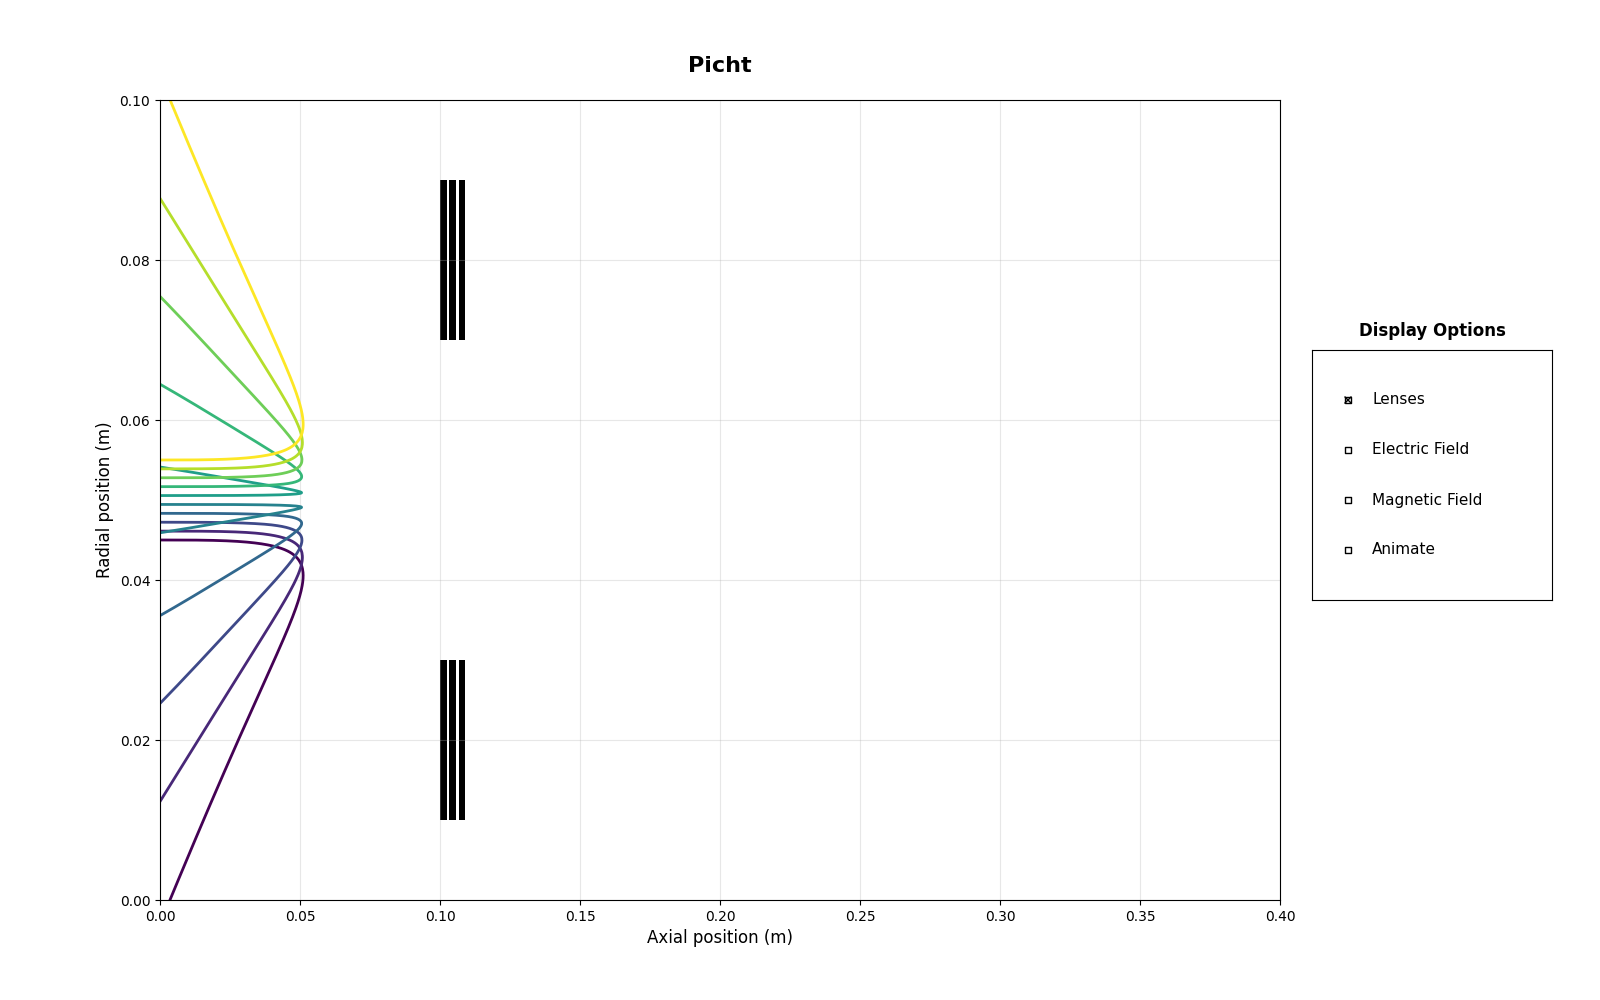 Picht
0.10
0.08
0.06
0.04
0.02
0.00
Radial position (m)
0.00 0.05 0.10 0.15 0.20 0.25 0.30 0.35 0.40
Axial position (m)
Display Options
Lenses
Electric Field
Magnetic Field
Animate